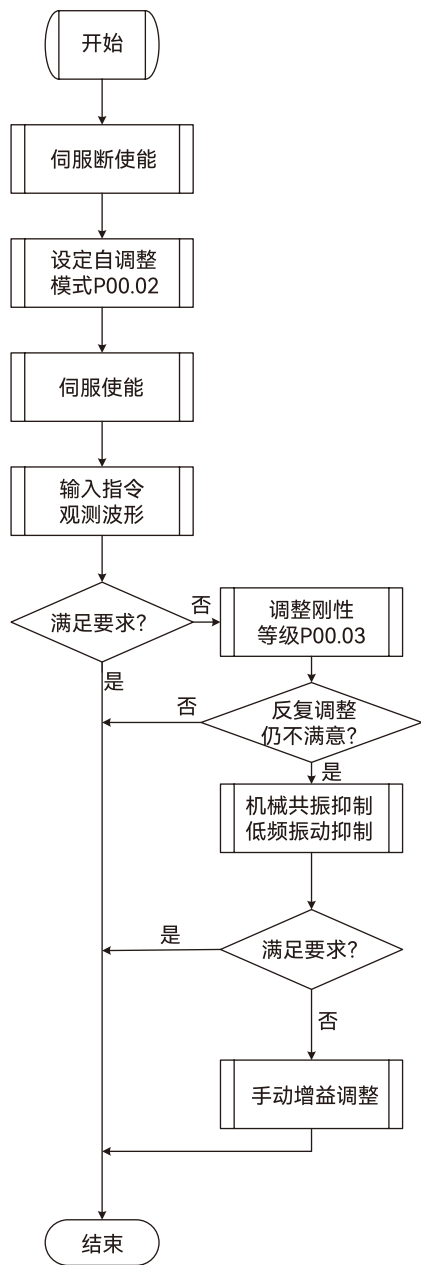 开始
伺服断使能
设定自调整
模式P00.02
伺服使能
输入指令
观测波形
满足要求?
否
调整刚性
等级P00.03
是
否
反复调整
仍不满意?
是
机械共振抑制
低频振动抑制
是
满足要求?
否
手动增益调整
结束